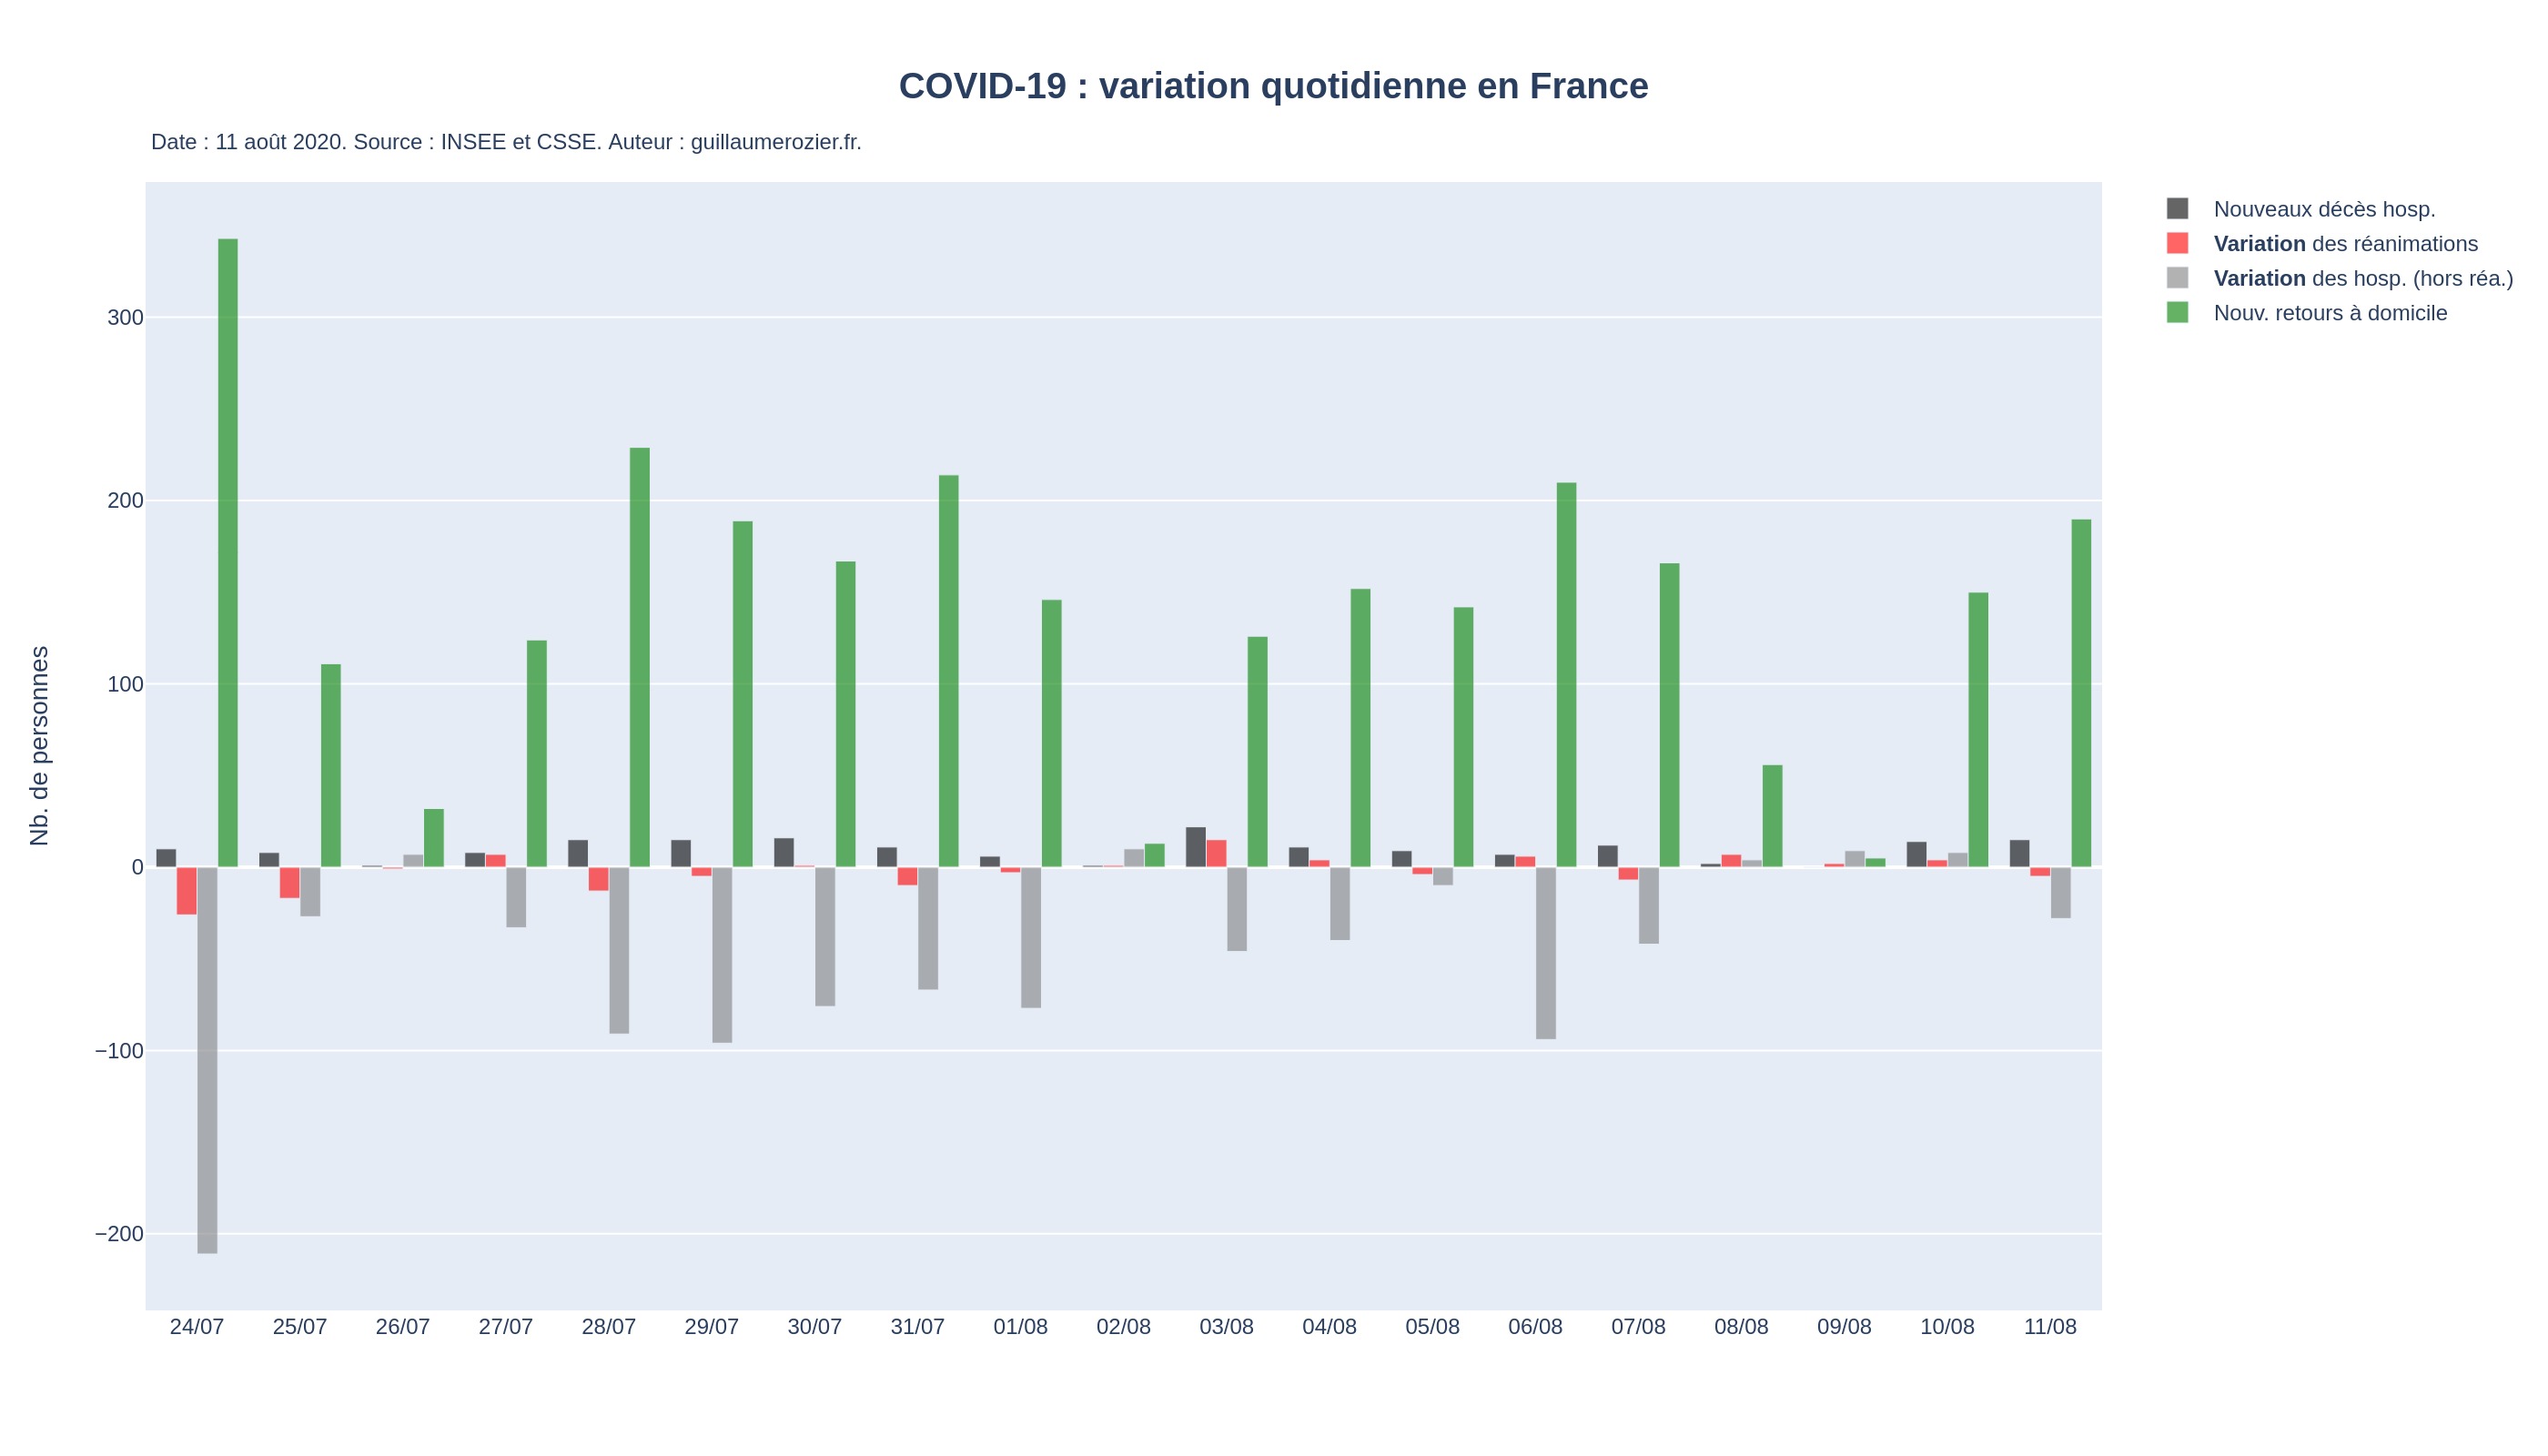 COVID-19 : variation quotidienne en France
Date : 11 août 2020. Source : INSEE et CSSE. Auteur : guillaumerozier.fr.
Nouveaux décès hosp.
Variation des réanimations
Variation des hosp. (hors réa.)
Nouv. retours à domicile
Nb. de personnes
300
200
100
0
−100
−200
24/07 25/07 26/07 27/07 28/07 29/07 30/07 31/07 01/08 02/08 03/08 04/08 05/08 06/08 07/08 08/08 09/08 10/08 11/08